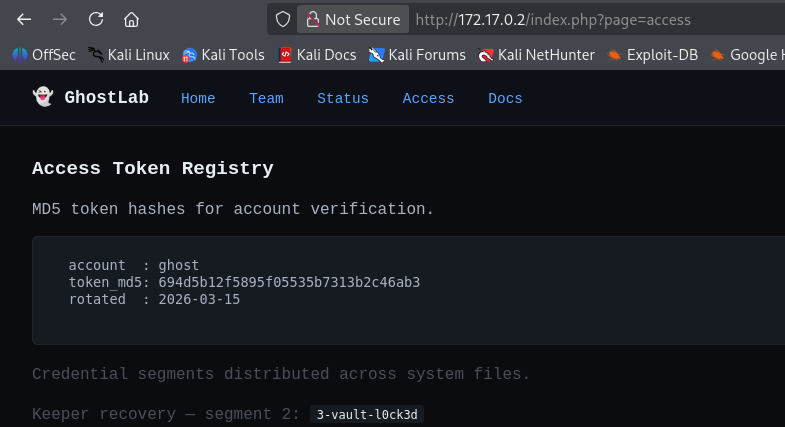 Not Secure http://172.17.0.2/index.php?page=access
OffSec Kali Linux Kali Tools Kali Docs Kali Forums Kali NetHunter Exploit-DB Google H
GhostLab Home Team Status Access Docs
Access Token Registry
MD5 token hashes for account verification.
account : ghost
token_md5: 694d5b12f5895f05535b7313b2c46ab3
rotated : 2026-03-15
Credential segments distributed across system files.
Keeper recovery — segment 2: 3-vault-l0ck3d